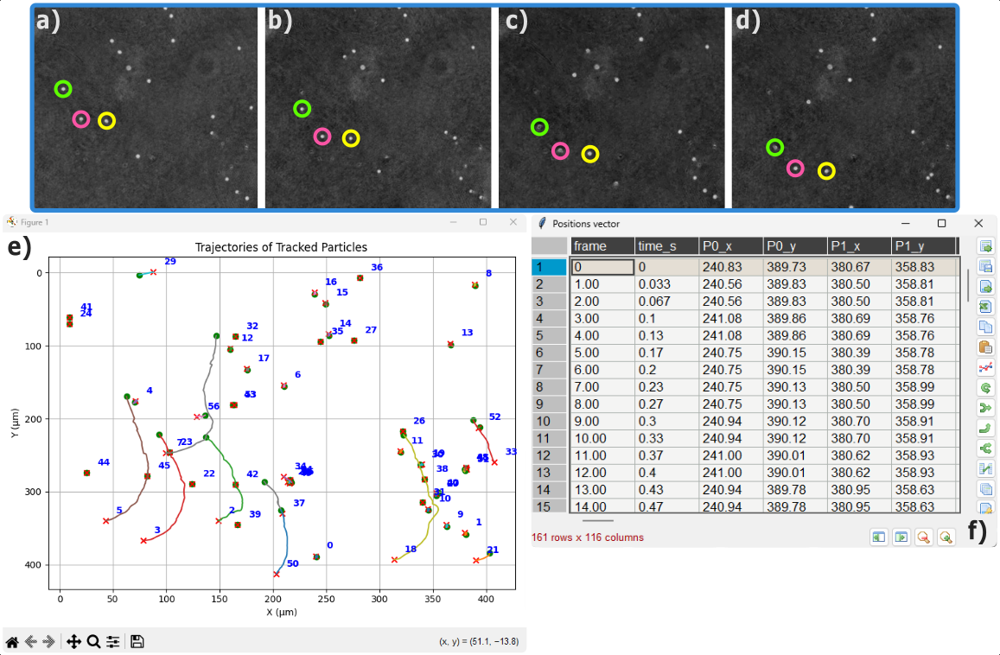 a)
b)
c)
d)
Figure 1
e)
Trajectories of Tracked Particles
29
36
8
16
15
41
24
32
12
14
35
27
13
17
6
4
53
56
52
26
11
7
23
33
44
45
22
42
38
31
10
37
5
2
39
9
1
3
0
18
21
50
0
100
200
300
400
Y (μm)
0
50
100
150
200
250
300
350
400
X (μm)
(x, y) = (51.1, −13.8)
Positions vector
frame time_s P0_x P0_y P1_x P1_y
1 0 0 240.83 389.73 380.67 358.83
2 1.00 0.033 240.56 389.83 380.50 358.81
3 2.00 0.067 240.56 389.83 380.50 358.81
4 3.00 0.1 241.08 389.86 380.69 358.76
5 4.00 0.13 241.08 389.86 380.69 358.76
6 5.00 0.17 240.75 390.15 380.39 358.78
7 6.00 0.2 240.75 390.15 380.39 358.78
8 7.00 0.23 240.75 390.13 380.50 358.99
9 8.00 0.27 240.75 390.13 380.50 358.99
10 9.00 0.3 240.94 390.12 380.70 358.91
11 10.00 0.33 240.94 390.12 380.70 358.91
12 11.00 0.37 241.00 390.01 380.62 358.93
13 12.00 0.4 241.00 390.01 380.62 358.93
14 13.00 0.43 240.94 389.78 380.95 358.63
15 14.00 0.47 240.94 389.78 380.95 358.63
161 rows x 116 columns
f)